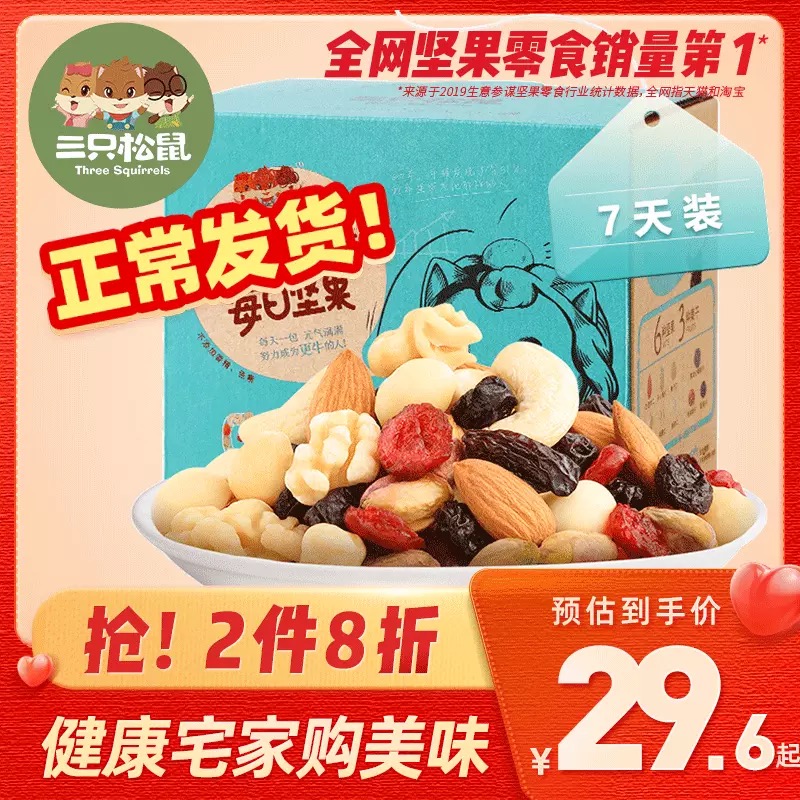 全网坚果零食销量第1*
*来源于2019生意参谋坚果零食行业统计数据,全网指天猫和淘宝
三只松鼠
Three Squirrels
7天装
正常发货!
每日坚果
每天一包 元气满满
努力成为更牛的人!
抢!2件8折
预估到手价
¥29.6起
健康宅家购美味